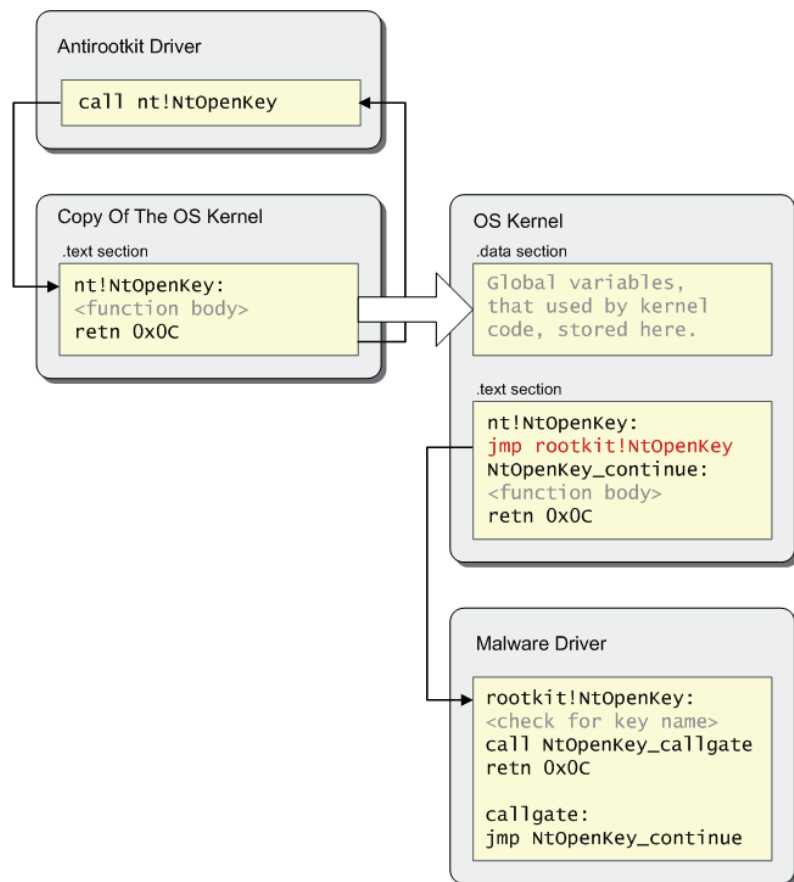 Antirootkit Driver
call nt!NtOpenKey
Copy Of The OS Kernel
.text section
nt!NtOpenKey:
<function body>
retn 0x0C
OS Kernel
.data section
Global variables,
that used by kernel
code, stored here.
.text section
nt!NtOpenKey:
jmp rootkit!NtOpenKey
NtOpenKey_continue:
<function body>
retn 0x0C
Malware Driver
rootkit!NtOpenKey:
<check for key name>
call NtOpenKey_callgate
retn 0x0C
callgate:
jmp NtOpenKey_continue